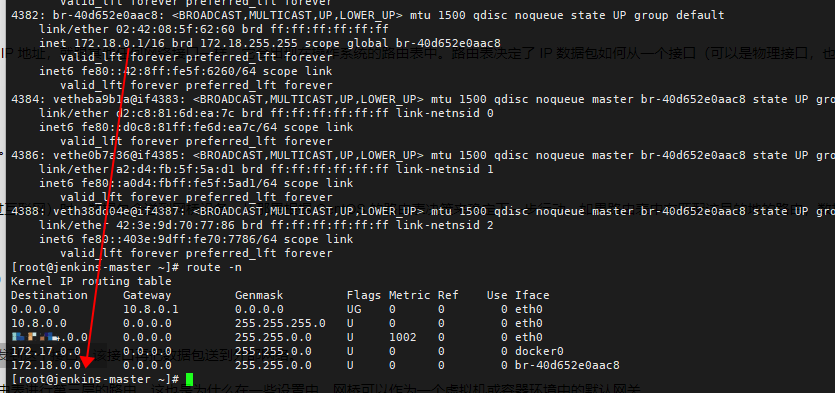 valid_lft forever preferred_lft forever
4382: br-40d652e0aac8: <BROADCAST,MULTICAST,UP,LOWER_UP> mtu 1500 qdisc noqueue state UP group default
link/ether 02:42:08:5f:62:60 brd ff:ff:ff:ff:ff:ff
inet 172.18.0.1/16 brd 172.18.255.255 scope global br-40d652e0aac8
valid_lft forever preferred_lft forever
inet6 fe80::42:8ff:fe5f:6260/64 scope link
valid_lft forever preferred_lft forever
4384: vetheba9b1a@if4383: <BROADCAST,MULTICAST,UP,LOWER_UP> mtu 1500 qdisc noqueue master br-40d652e0aac8 state UP grou
link/ether d2:c8:81:6d:ea:7c brd ff:ff:ff:ff:ff:ff link-netnsid 0
inet6 fe80::d0c8:81ff:fe6d:ea7c/64 scope link
valid_lft forever preferred_lft forever
4386: vethe0b7a36@if4385: <BROADCAST,MULTICAST,UP,LOWER_UP> mtu 1500 qdisc noqueue master br-40d652e0aac8 state UP grou
link/ether a2:d4:fb:5f:5a:d1 brd ff:ff:ff:ff:ff:ff link-netnsid 1
inet6 fe80::a0d4:fbff:fe5f:5ad1/64 scope link
valid_lft forever preferred_lft forever
4388: veth38dd04e@if4387: <BROADCAST,MULTICAST,UP,LOWER_UP> mtu 1500 qdisc noqueue master br-40d652e0aac8 state UP grou
link/ether 42:3e:9d:70:77:86 brd ff:ff:ff:ff:ff:ff link-netnsid 2
inet6 fe80::403e:9dff:fe70:7786/64 scope link
valid_lft forever preferred_lft forever
[root@jenkins-master ~]# route -n
Kernel IP routing table
Destination Gateway Genmask Flags Metric Ref Use Iface
0.0.0.0 10.8.0.1 0.0.0.0 UG 0 0 0 eth0
10.8.0.0 0.0.0.0 255.255.255.0 U 0 0 0 eth0
.0.0 0.0.0.0 255.255.0.0 U 1002 0 0 eth0
172.17.0.0 0.0.0.0 255.255.0.0 U 0 0 0 docker0
172.18.0.0 0.0.0.0 255.255.0.0 U 0 0 0 br-40d652e0aac8
[root@jenkins-master ~]#